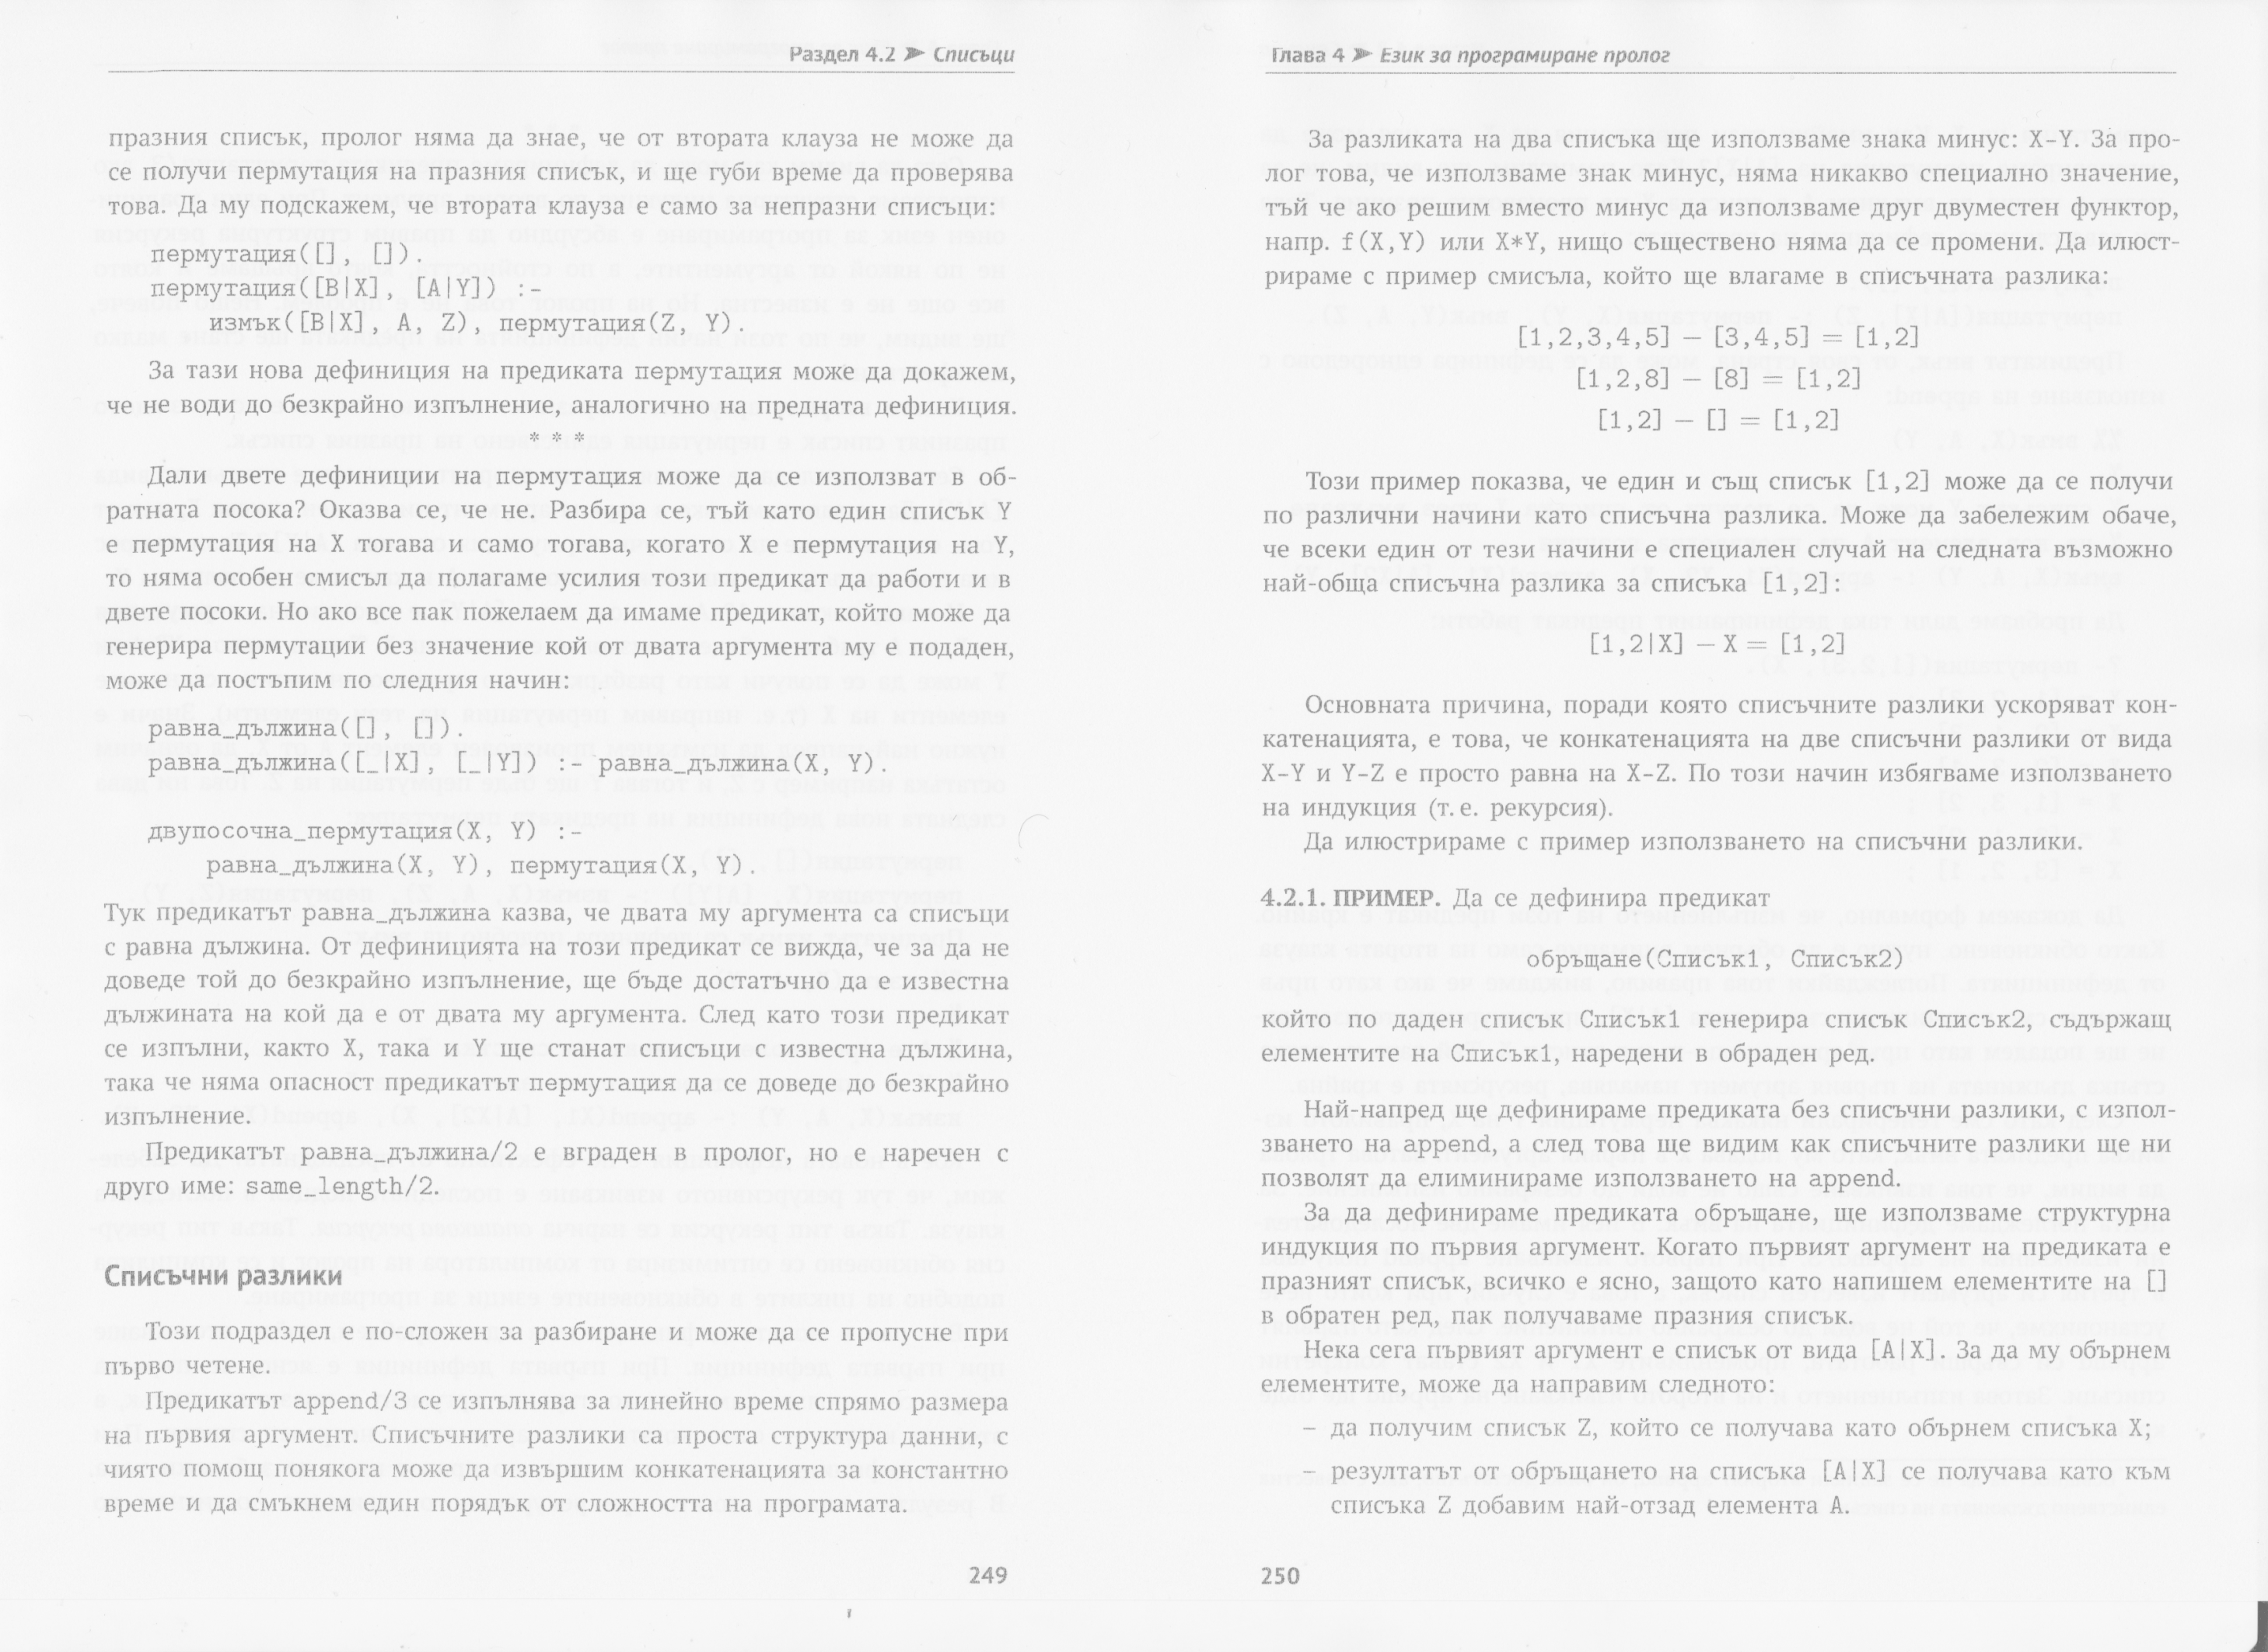 Раздел 4.2 ➤ Списъци
празния списък, пролог няма да знае, че от втората клауза не може да
се получи пермутация на празния списък, и ще губи време да проверява
това. Да му подскажем, че втората клауза е само за непразни списъци:
пермутация([], []).
пермутация([B|X], [A|Y]) :-
измък([B|X], A, Z), пермутация(Z, Y).
За тази нова дефиниция на предиката пермутация може да докажем,
че не води до безкрайно изпълнение, аналогично на предната дефиниция.
* * *
Дали двете дефиниции на пермутация може да се използват в об-
ратната посока? Оказва се, че не. Разбира се, тъй като един списък Y
е пермутация на X тогава и само тогава, когато X е пермутация на Y,
то няма особен смисъл да полагаме усилия този предикат да работи и в
двете посоки. Но ако все пак пожелаем да имаме предикат, който може да
генерира пермутации без значение кой от двата аргумента му е подаден,
може да постъпим по следния начин:
равна_дължина([], []).
равна_дължина([_|X], [_|Y]) :- равна_дължина(X, Y).
двупосочна_пермутация(X, Y) :-
равна_дължина(X, Y), пермутация(X, Y).
Тук предикатът равна_дължина казва, че двата му аргумента са списъци
с равна дължина. От дефиницията на този предикат се вижда, че за да не
доведе той до безкрайно изпълнение, ще бъде достатъчно да е известна
дължината на кой да е от двата му аргумента. След като този предикат
се изпълни, както X, така и Y ще станат списъци с известна дължина,
така че няма опасност предикатът пермутация да се доведе до безкрайно
изпълнение.
Предикатът равна_дължина/2 е вграден в пролог, но е наречен с
друго име: same_length/2.
Списъчни разлики
Този подраздел е по-сложен за разбиране и може да се пропусне при
първо четене.
Предикатът append/3 се изпълнява за линейно време спрямо размера
на първия аргумент. Списъчните разлики са проста структура данни, с
чиято помощ понякога може да извършим конкатенацията за константно
време и да смъкнем един порядък от сложността на програмата.
249
Глава 4 ➤ Език за програмиране пролог
За разликата на два списъка ще използваме знака минус: X-Y. За про-
лог това, че използваме знак минус, няма никакво специално значение,
тъй че ако решим вместо минус да използваме друг двуместен функтор,
напр. f(X,Y) или X*Y, нищо съществено няма да се промени. Да илюст-
рираме с пример смисъла, който ще влагаме в списъчната разлика:
[1,2,3,4,5] − [3,4,5] = [1,2]
[1,2,8] − [8] = [1,2]
[1,2] − [] = [1,2]
Този пример показва, че един и същ списък [1,2] може да се получи
по различни начини като списъчна разлика. Може да забележим обаче,
че всеки един от тези начини е специален случай на следната възможно
най-обща списъчна разлика за списъка [1,2]:
[1,2|X] − X = [1,2]
Основната причина, поради която списъчните разлики ускоряват кон-
катенацията, е това, че конкатенацията на две списъчни разлики от вида
X-Y и Y-Z е просто равна на X-Z. По този начин избягваме използването
на индукция (т. е. рекурсия).
Да илюстрираме с пример използването на списъчни разлики.
4.2.1. ПРИМЕР. Да се дефинира предикат
обръщане(Списък1, Списък2)
който по даден списък Списък1 генерира списък Списък2, съдържащ
елементите на Списък1, наредени в обраден ред.
Най-напред ще дефинираме предиката без списъчни разлики, с изпол-
зването на append, а след това ще видим как списъчните разлики ще ни
позволят да елиминираме използването на append.
За да дефинираме предиката обръщане, ще използваме структурна
индукция по първия аргумент. Когато първият аргумент на предиката е
празният списък, всичко е ясно, защото като напишем елементите на []
в обратен ред, пак получаваме празния списък.
Нека сега първият аргумент е списък от вида [A|X]. За да му обърнем
елементите, може да направим следното:
– да получим списък Z, който се получава като обърнем списъка X;
– резултатът от обръщането на списъка [A|X] се получава като към
списъка Z добавим най-отзад елемента A.
250